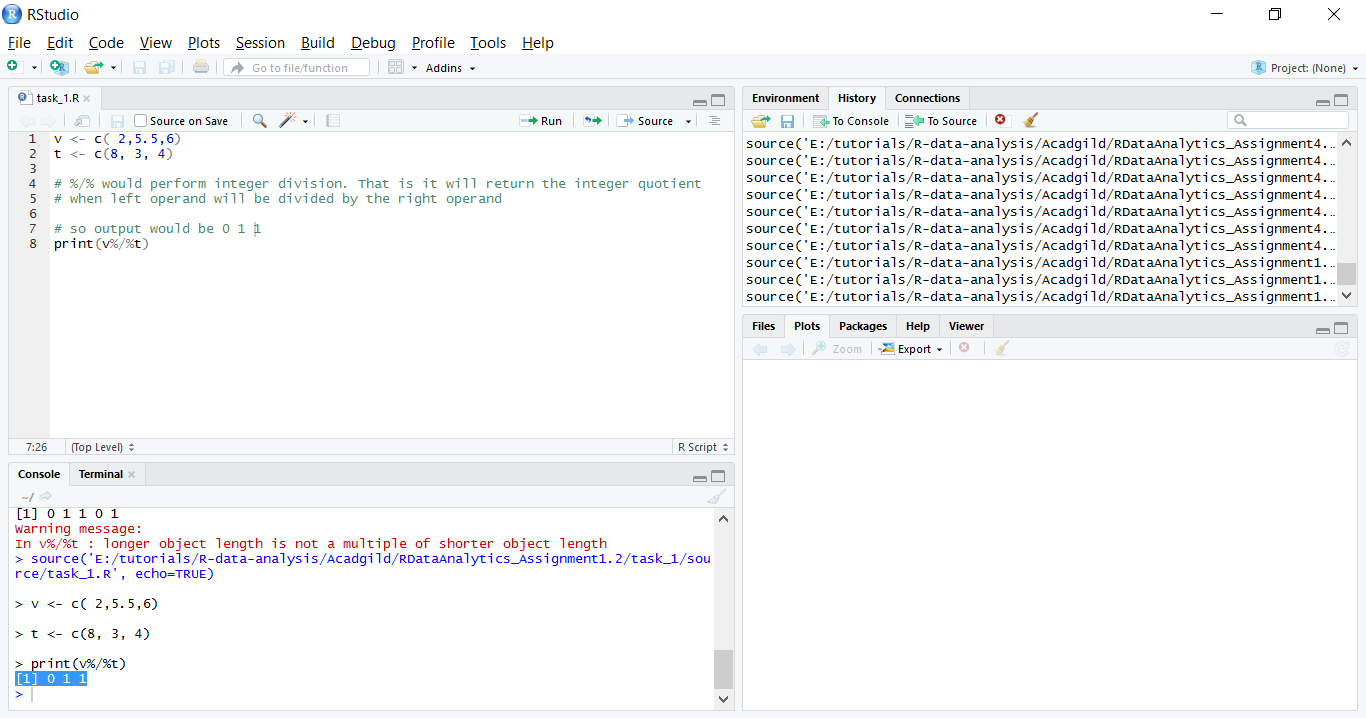 RStudio
File Edit Code View Plots Session Build Debug Profile Tools Help
Go to file/function Addins Project: (None)
task_1.R
Source on Save Run Source
1 v <- c( 2,5.5,6)
2 t <- c(8, 3, 4)
3
4 # %/% would perform integer division. That is it will return the integer quotient
5 # when left operand will be divided by the right operand
6
7 # so output would be 0 1 1
8 print(v%/%t)
7:26 (Top Level) R Script
Console Terminal
~/
[1] 0 1 1 0 1
Warning message:
In v%/%t : longer object length is not a multiple of shorter object length
> source('E:/tutorials/R-data-analysis/Acadgild/RDataAnalytics_Assignment1.2/task_1/sou
rce/task_1.R', echo=TRUE)
> v <- c( 2,5.5,6)
> t <- c(8, 3, 4)
> print(v%/%t)
[1] 0 1 1
>
Environment History Connections
To Console To Source
source('E:/tutorials/R-data-analysis/Acadgild/RDataAnalytics_Assignment4...
source('E:/tutorials/R-data-analysis/Acadgild/RDataAnalytics_Assignment4...
source('E:/tutorials/R-data-analysis/Acadgild/RDataAnalytics_Assignment4...
source('E:/tutorials/R-data-analysis/Acadgild/RDataAnalytics_Assignment4...
source('E:/tutorials/R-data-analysis/Acadgild/RDataAnalytics_Assignment4...
source('E:/tutorials/R-data-analysis/Acadgild/RDataAnalytics_Assignment4...
source('E:/tutorials/R-data-analysis/Acadgild/RDataAnalytics_Assignment4...
source('E:/tutorials/R-data-analysis/Acadgild/RDataAnalytics_Assignment1...
source('E:/tutorials/R-data-analysis/Acadgild/RDataAnalytics_Assignment1...
source('E:/tutorials/R-data-analysis/Acadgild/RDataAnalytics_Assignment1...
Files Plots Packages Help Viewer
Zoom Export